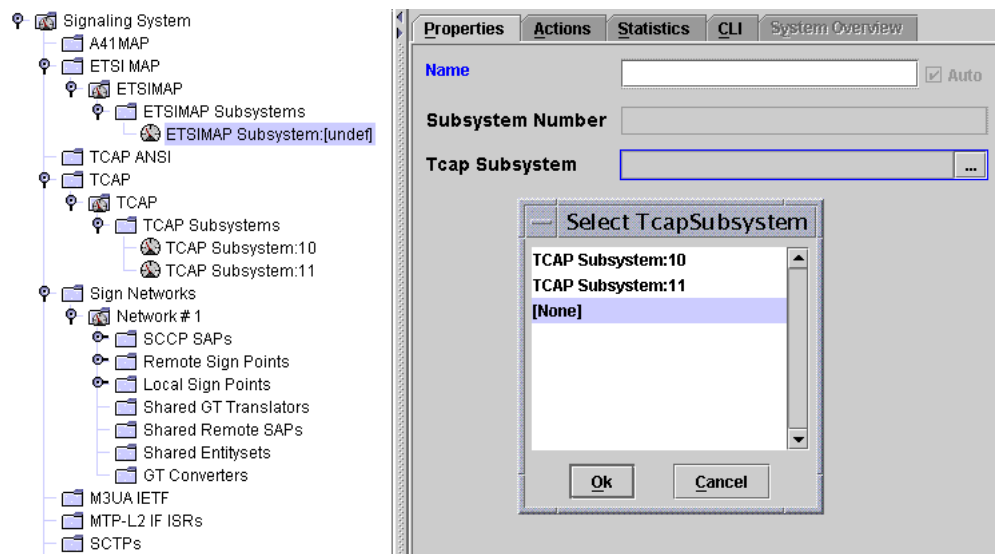 Signaling System
A41MAP
ETSI MAP
ETSIMAP
ETSIMAP Subsystems
ETSIMAP Subsystem:[undef]
TCAP ANSI
TCAP
TCAP
TCAP Subsystems
TCAP Subsystem:10
TCAP Subsystem:11
Sign Networks
Network # 1
SCCP SAPs
Remote Sign Points
Local Sign Points
Shared GT Translators
Shared Remote SAPs
Shared Entitysets
GT Converters
M3UA IETF
MTP-L2 IF ISRs
SCTPs
Properties Actions Statistics CLI System Overview
Name Auto
Subsystem Number
Tcap Subsystem ...
Select TcapSubsystem
TCAP Subsystem:10
TCAP Subsystem:11
[None]
Ok Cancel